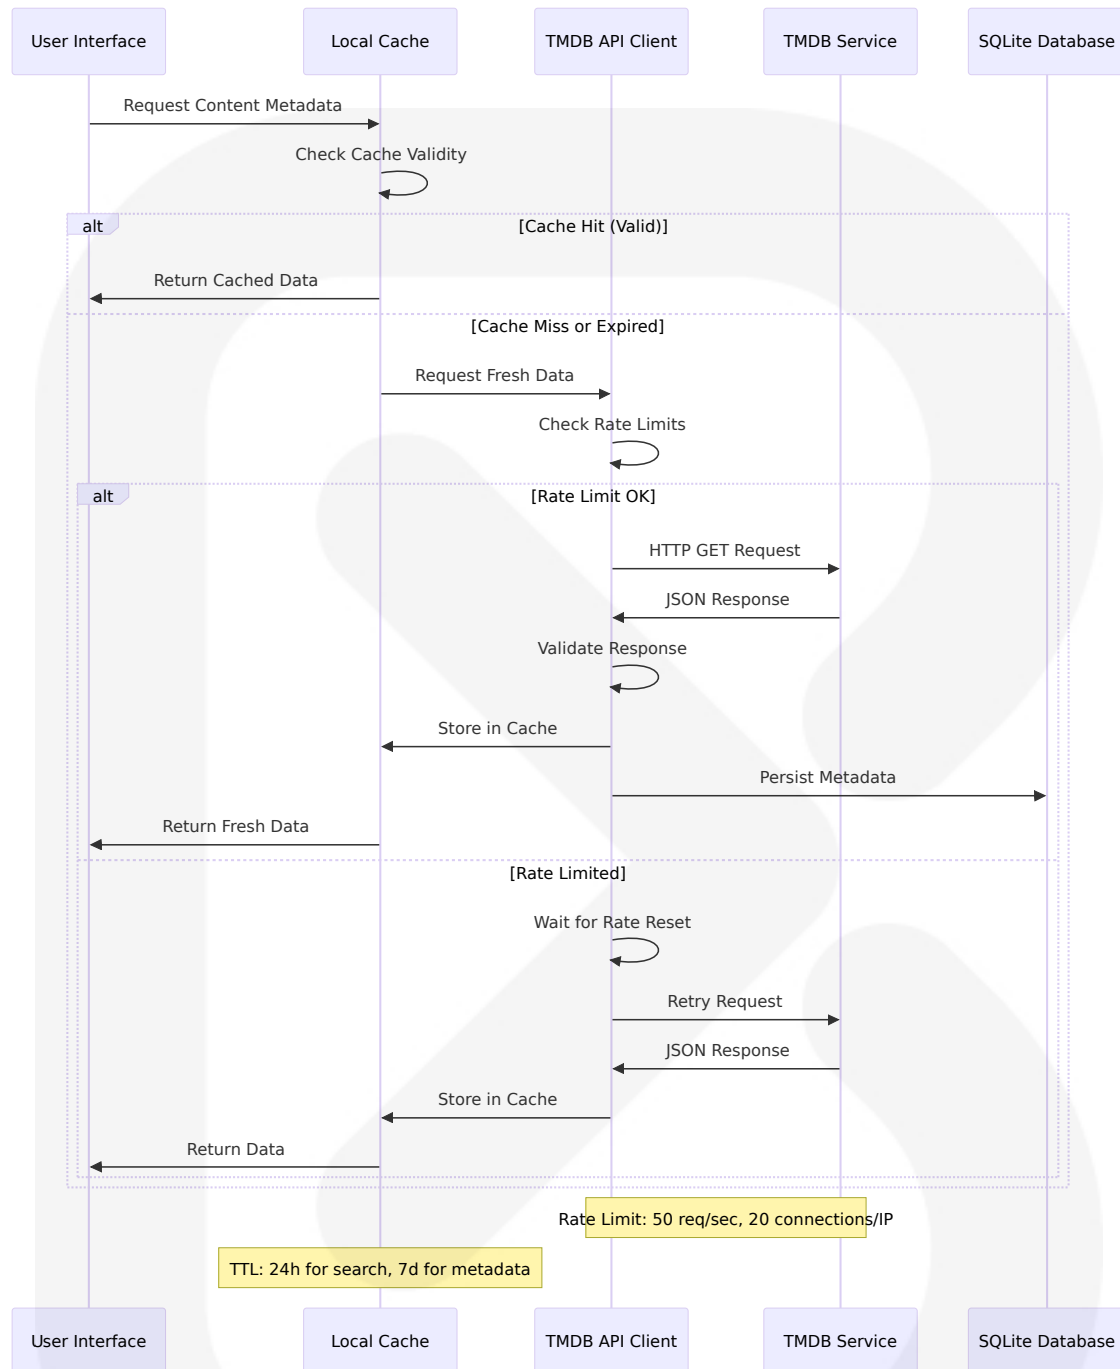 User Interface
Local Cache
TMDB API Client
TMDB Service
SQLite Database
Request Content Metadata
Check Cache Validity
alt
[Cache Hit (Valid)]
Return Cached Data
[Cache Miss or Expired]
Request Fresh Data
Check Rate Limits
alt
[Rate Limit OK]
HTTP GET Request
JSON Response
Validate Response
Store in Cache
Persist Metadata
Return Fresh Data
[Rate Limited]
Wait for Rate Reset
Retry Request
JSON Response
Store in Cache
Return Data
Rate Limit: 50 req/sec, 20 connections/IP
TTL: 24h for search, 7d for metadata
User Interface
Local Cache
TMDB API Client
TMDB Service
SQLite Database